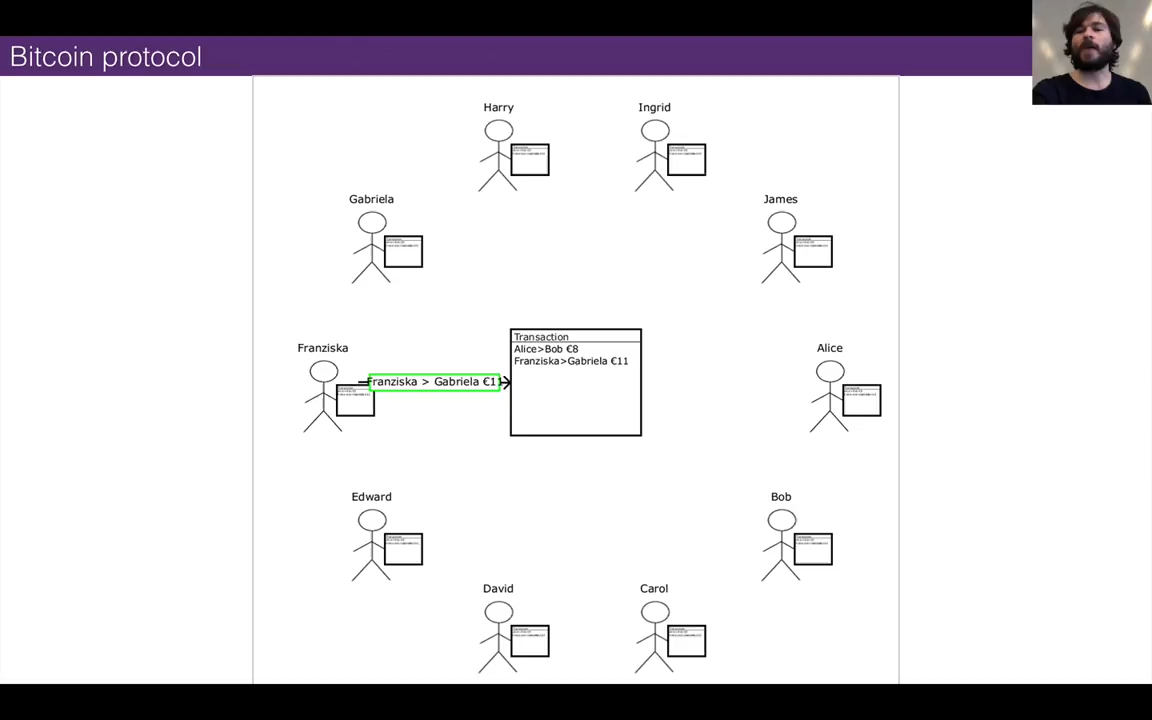 Bitcoin protocol
Harry
Ingrid
Gabriela
James
Franziska
Transaction
Alice>Bob €8
Franziska>Gabriela €11
Franziska > Gabriela €11
Alice
Edward
Bob
David
Carol